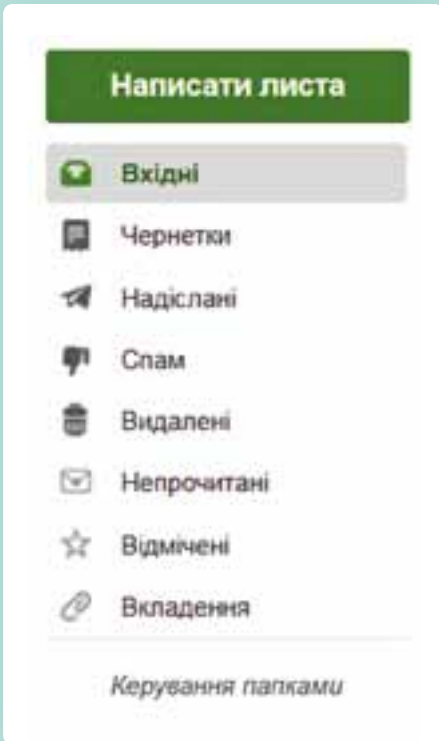 Написати листа
Вхідні
Чернетки
Надіслані
Спам
Видалені
Непрочитані
Відмічені
Вкладення
Керування папками